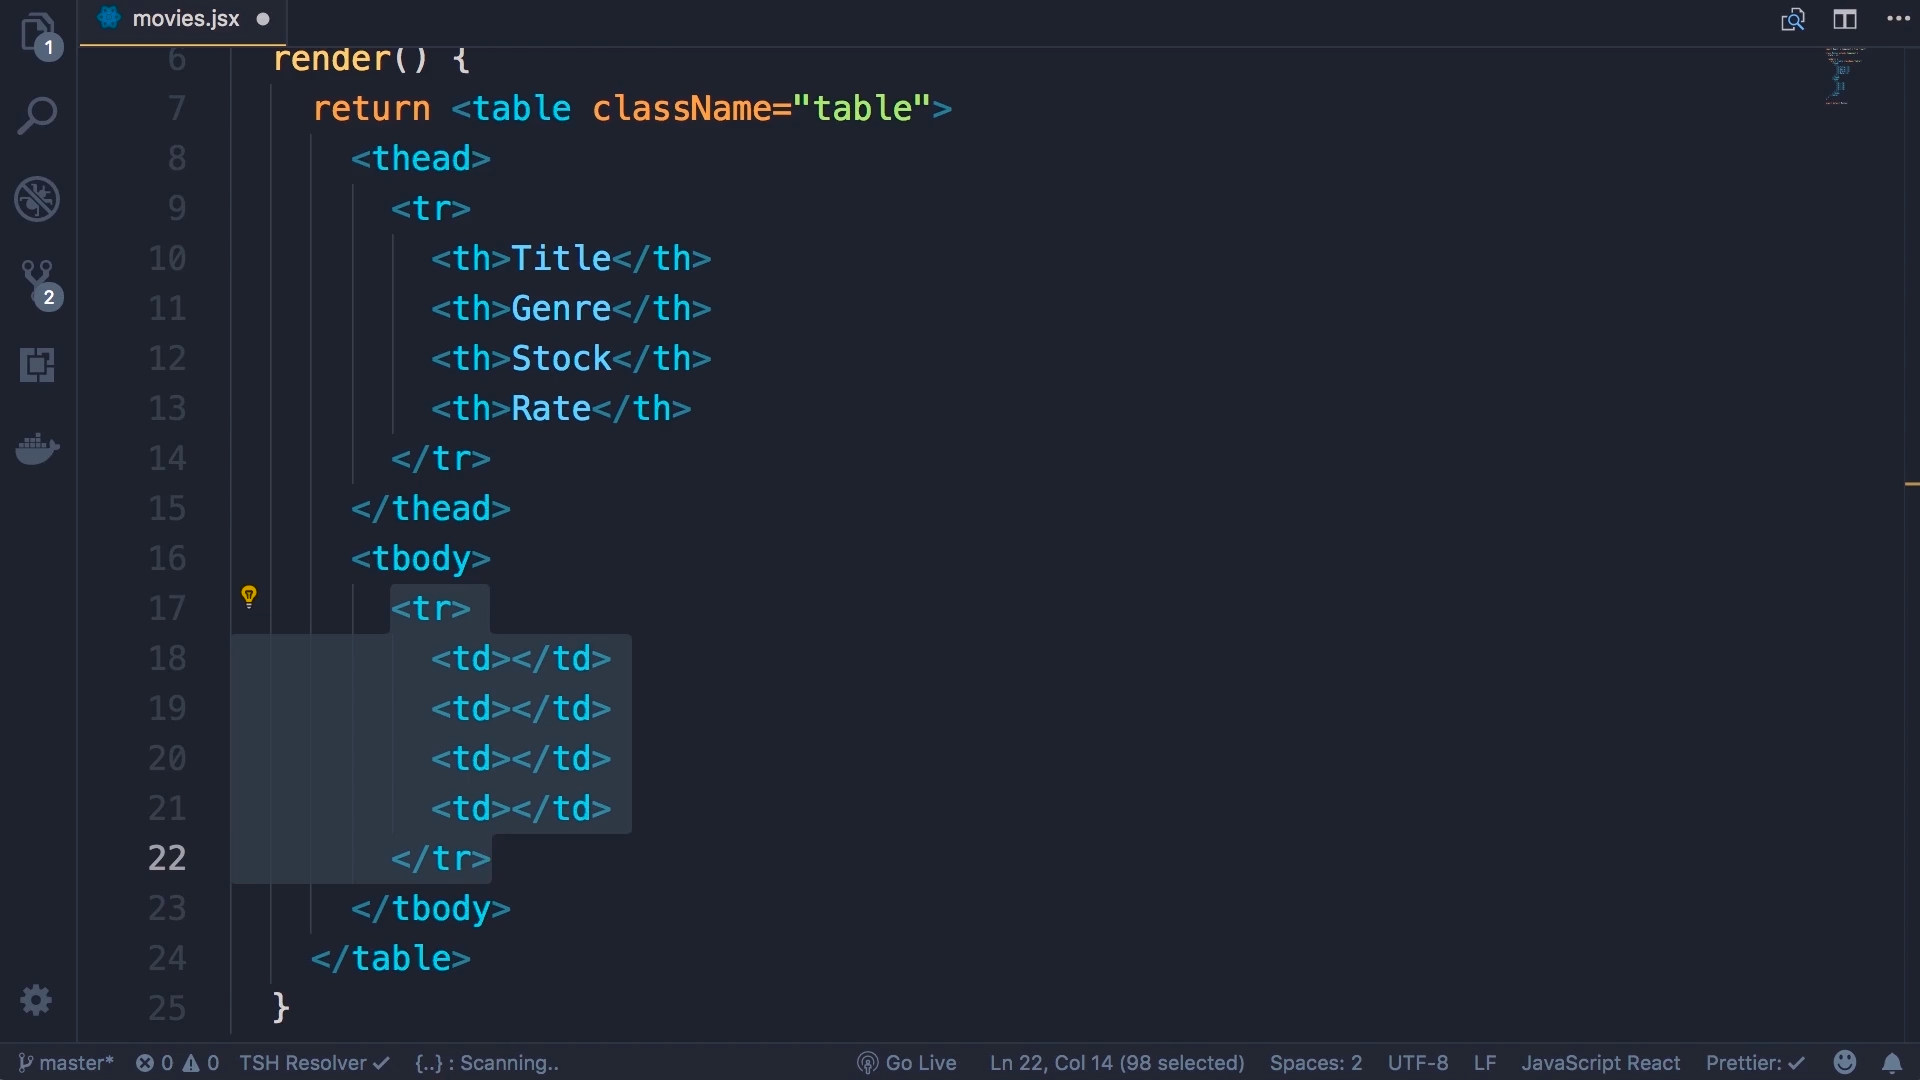 movies.jsx
1
6 render() {
7 return <table className="table">
8 <thead>
9 <tr>
10 <th>Title</th>
11 <th>Genre</th>
12 <th>Stock</th>
13 <th>Rate</th>
14 </tr>
15 </thead>
16 <tbody>
17 <tr>
18 <td></td>
19 <td></td>
20 <td></td>
21 <td></td>
22 </tr>
23 </tbody>
24 </table>
25 }
2
master* 0 0 TSH Resolver {..} : Scanning.. Go Live Ln 22, Col 14 (98 selected) Spaces: 2 UTF-8 LF JavaScript React Prettier: